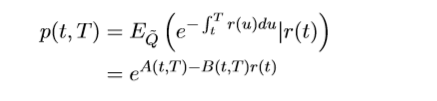 p(t, T) = E_{\tilde{Q}} \left( e^{-\int_t^T r(u)du} | r(t) \right)
= e^{A(t,T)-B(t,T)r(t)}